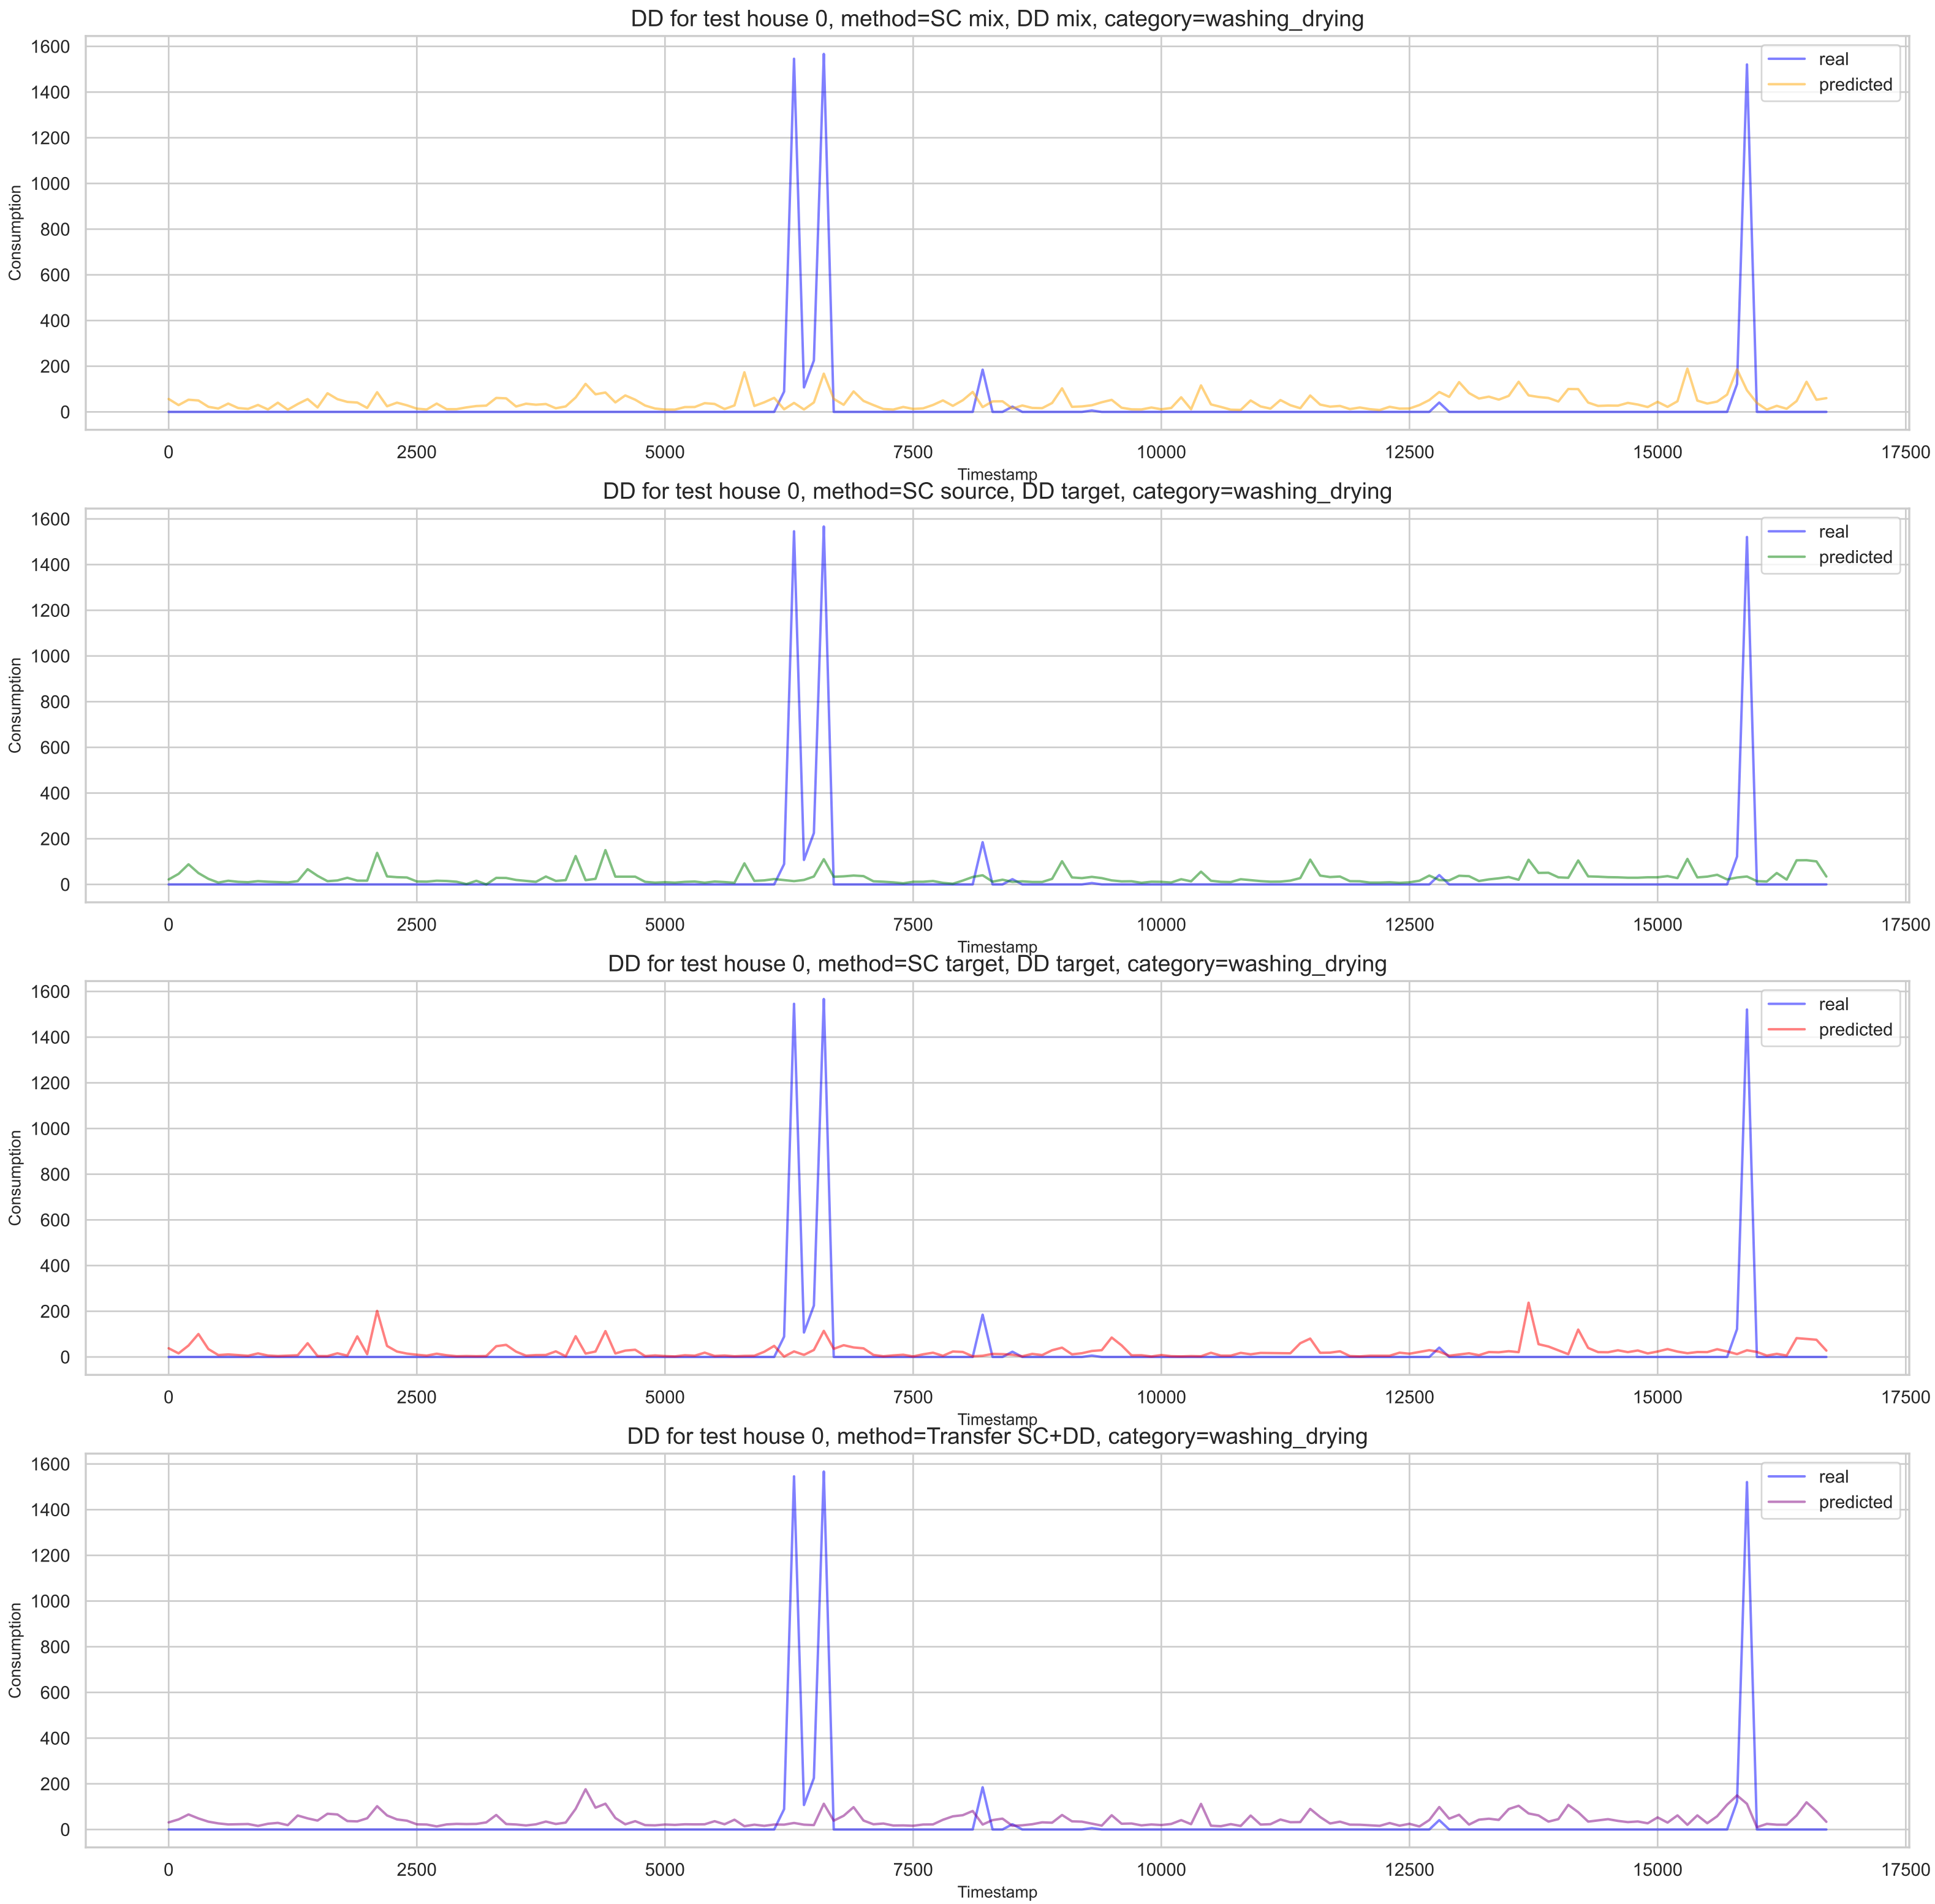 DD for test house 0, method=SC mix, DD mix, category=washing_drying
1600
1400
1200
1000
800
600
400
200
0
Consumption
real
predicted
0 2500 5000 7500 10000 12500 15000 17500
Timestamp
DD for test house 0, method=SC source, DD target, category=washing_drying
1600
1400
1200
1000
800
600
400
200
0
Consumption
real
predicted
0 2500 5000 7500 10000 12500 15000 17500
Timestamp
DD for test house 0, method=SC target, DD target, category=washing_drying
1600
1400
1200
1000
800
600
400
200
0
Consumption
real
predicted
0 2500 5000 7500 10000 12500 15000 17500
Timestamp
DD for test house 0, method=Transfer SC+DD, category=washing_drying
1600
1400
1200
1000
800
600
400
200
0
Consumption
real
predicted
0 2500 5000 7500 10000 12500 15000 17500
Timestamp